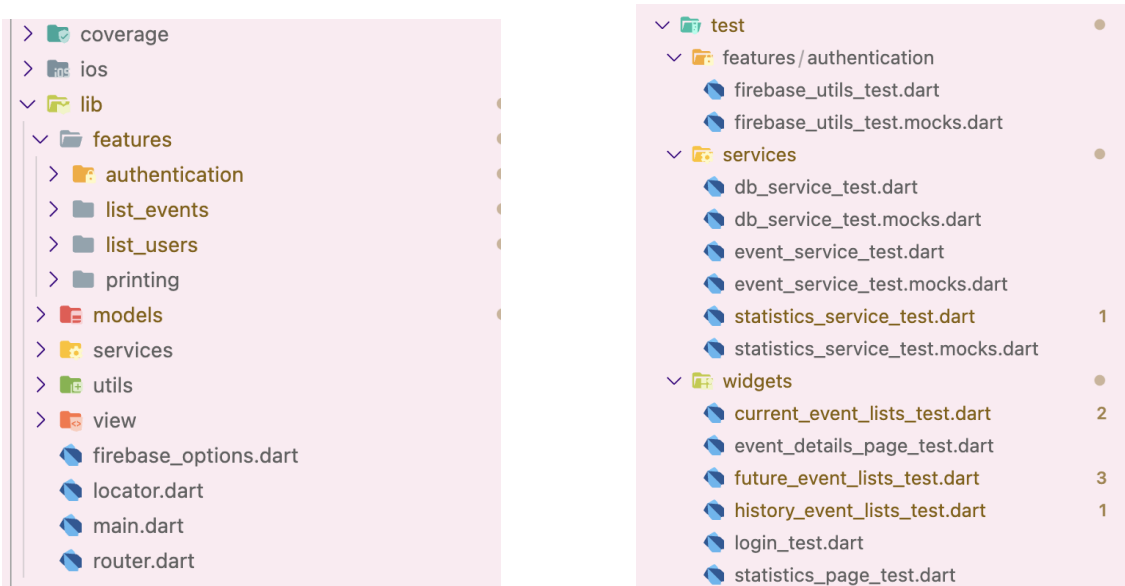 coverage
ios
lib
features
authentication
list_events
list_users
printing
models
services
utils
view
firebase_options.dart
locator.dart
main.dart
router.dart
test
features/authentication
firebase_utils_test.dart
firebase_utils_test.mocks.dart
services
db_service_test.dart
db_service_test.mocks.dart
event_service_test.dart
event_service_test.mocks.dart
statistics_service_test.dart 1
statistics_service_test.mocks.dart
widgets
current_event_lists_test.dart 2
event_details_page_test.dart
future_event_lists_test.dart 3
history_event_lists_test.dart 1
login_test.dart
statistics_page_test.dart